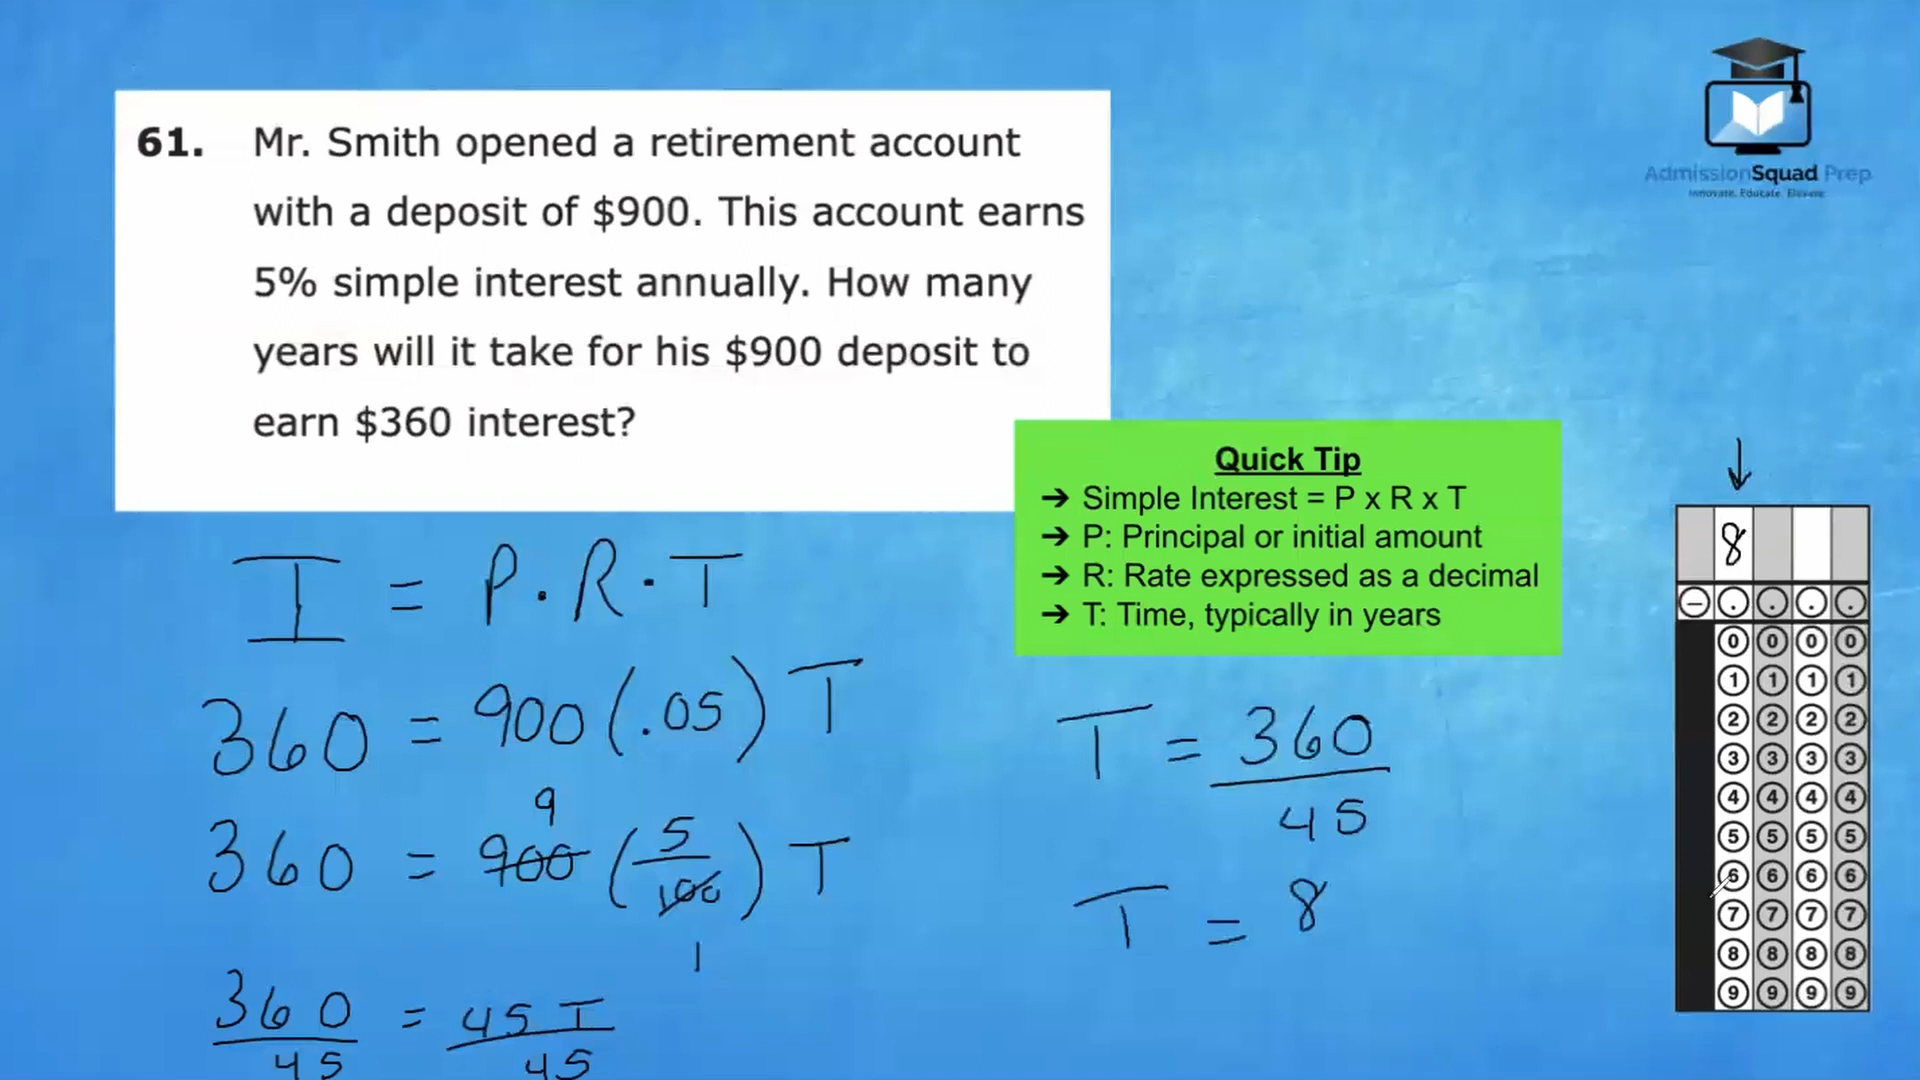 61. Mr. Smith opened a retirement account
with a deposit of $900. This account earns
5% simple interest annually. How many
years will it take for his $900 deposit to
earn $360 interest?
AdmissionSquad Prep
Innovate. Educate. Elevate.
Quick Tip
➔ Simple Interest = P x R x T
➔ P: Principal or initial amount
➔ R: Rate expressed as a decimal
➔ T: Time, typically in years
I = P · R · T
360 = 900 (.05) T
9
360 = 900 (5/100) T
1
360/45 = 45T/45
T = 360/45
T = 8
8
− . . . .
0 0 0 0
1 1 1 1
2 2 2 2
3 3 3 3
4 4 4 4
5 5 5 5
6 6 6 6
7 7 7 7
8 8 8 8
9 9 9 9